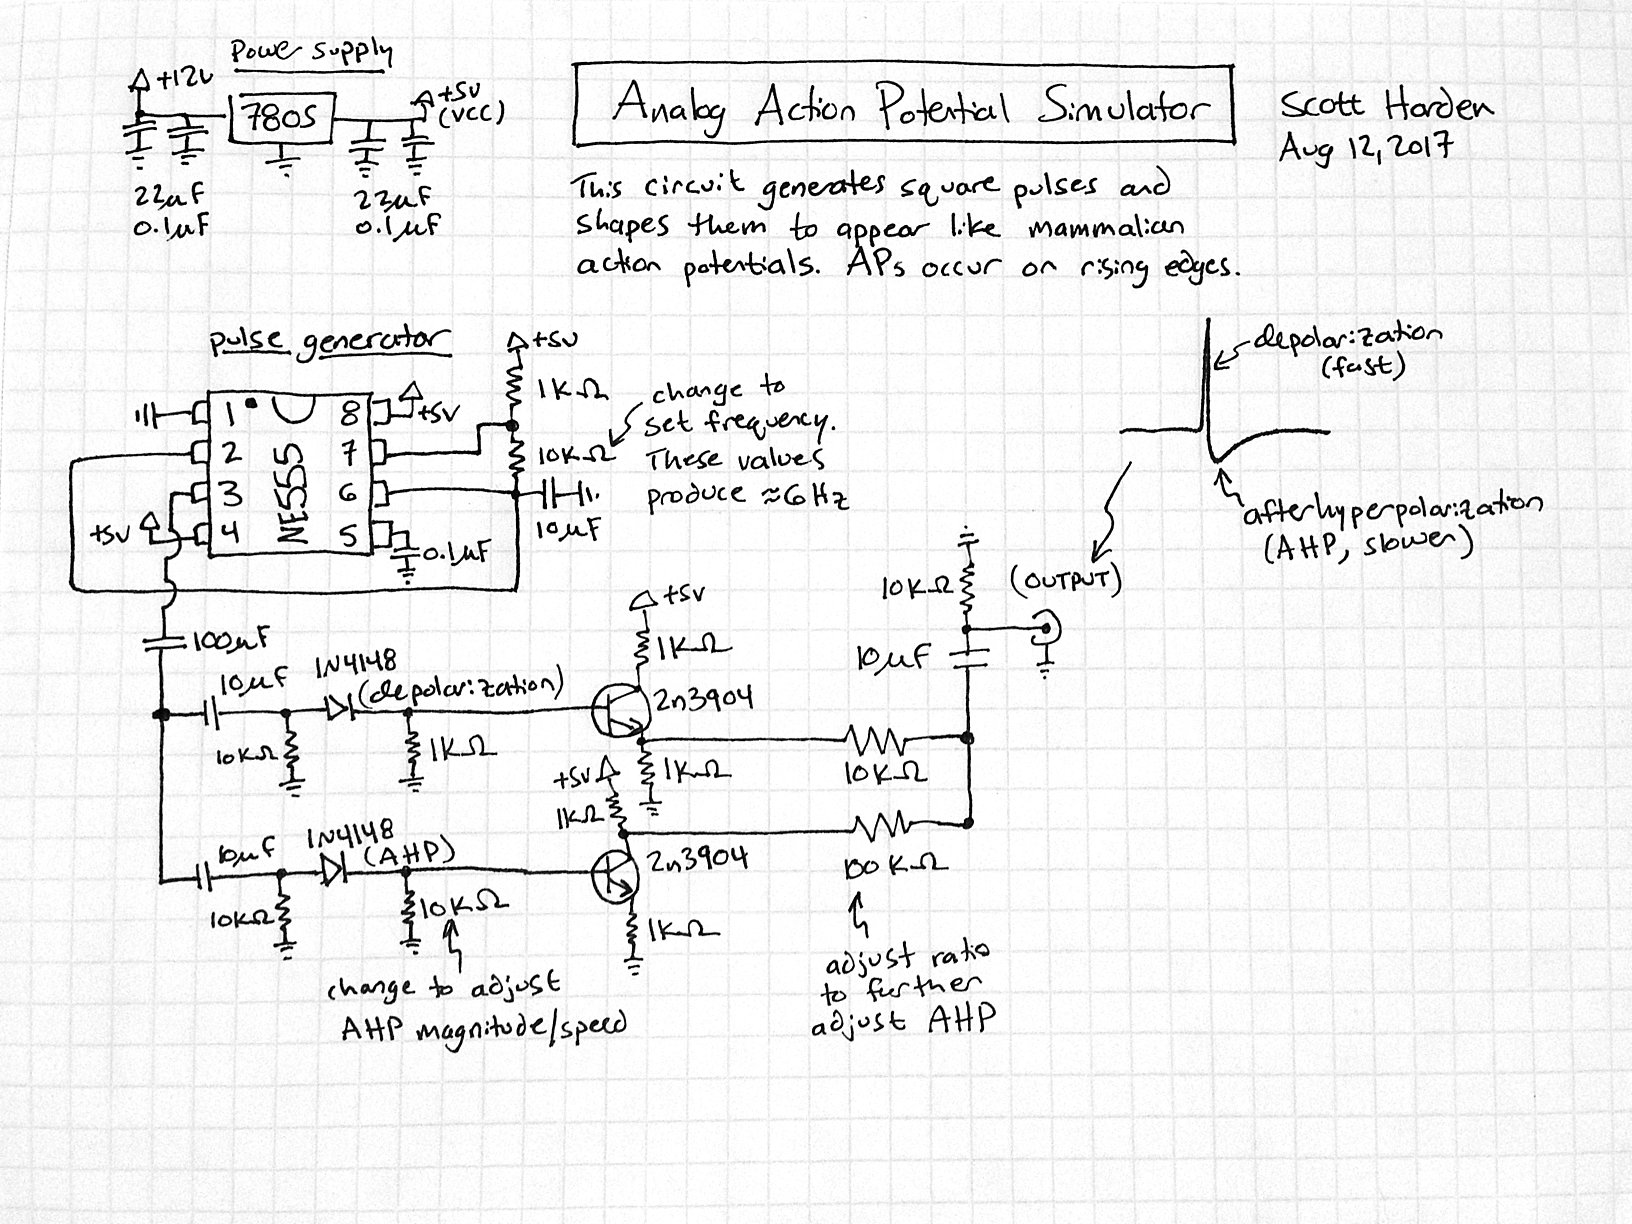 Power supply
+12V
7805
+5V
(VCC)
22uF
0.1uF
22uF
0.1uF
Analog Action Potential Simulator
Scott Harden
Aug 12, 2017
This circuit generates square pulses and
shapes them to appear like mammalian
action potentials. APs occur on rising edges.
pulse generator
+5V
1KΩ
10KΩ
change to
set frequency.
These values
produce ≈6Hz
1
2
3
4
NE555
8
7
6
5
+5V
+5V
10uF
0.1uF
depolarization
(fast)
afterhyperpolarization
(AHP, slower)
(OUTPUT)
10KΩ
10uF
100uF
10uF
1N4148
(depolarization)
10KΩ
1KΩ
+5V
1KΩ
2n3904
1KΩ
10KΩ
+5V
1KΩ
10uF
1N4148
(AHP)
10KΩ
10KΩ
2n3904
1KΩ
100KΩ
change to adjust
AHP magnitude/speed
adjust ratio
to further
adjust AHP